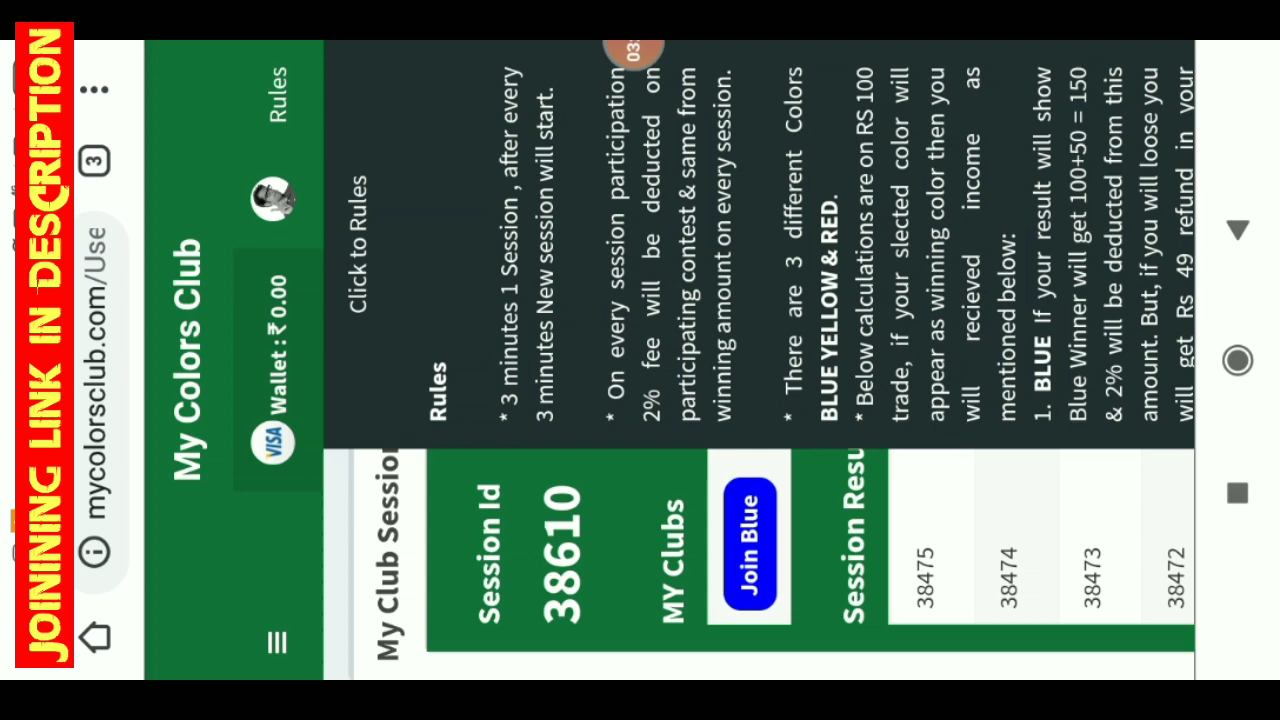 JOINING LINK IN DESCRIPTION
3
mycolorsclub.com/Use
My Colors Club
VISA Wallet : ₹ 0.00
Rules
Click to Rules
03:
Rules
* 3 minutes 1 Session , after every
3 minutes New session will start.
* On every session participation
2% fee will be deducted on
participating contest & same from
winning amount on every session.
* There are 3 different Colors
BLUE YELLOW & RED.
* Below calculations are on RS 100
trade, if your slected color will
appear as winning color then you
will recieved income as
mentioned below:
1. BLUE If your result will show
Blue Winner will get 100+50 = 150
& 2% will be deducted from this
amount. But, if you will loose you
will get Rs 49 refund in your
My Club Session
Session Id
38610
MY Clubs
Join Blue
Session Resu
38475
38474
38473
38472